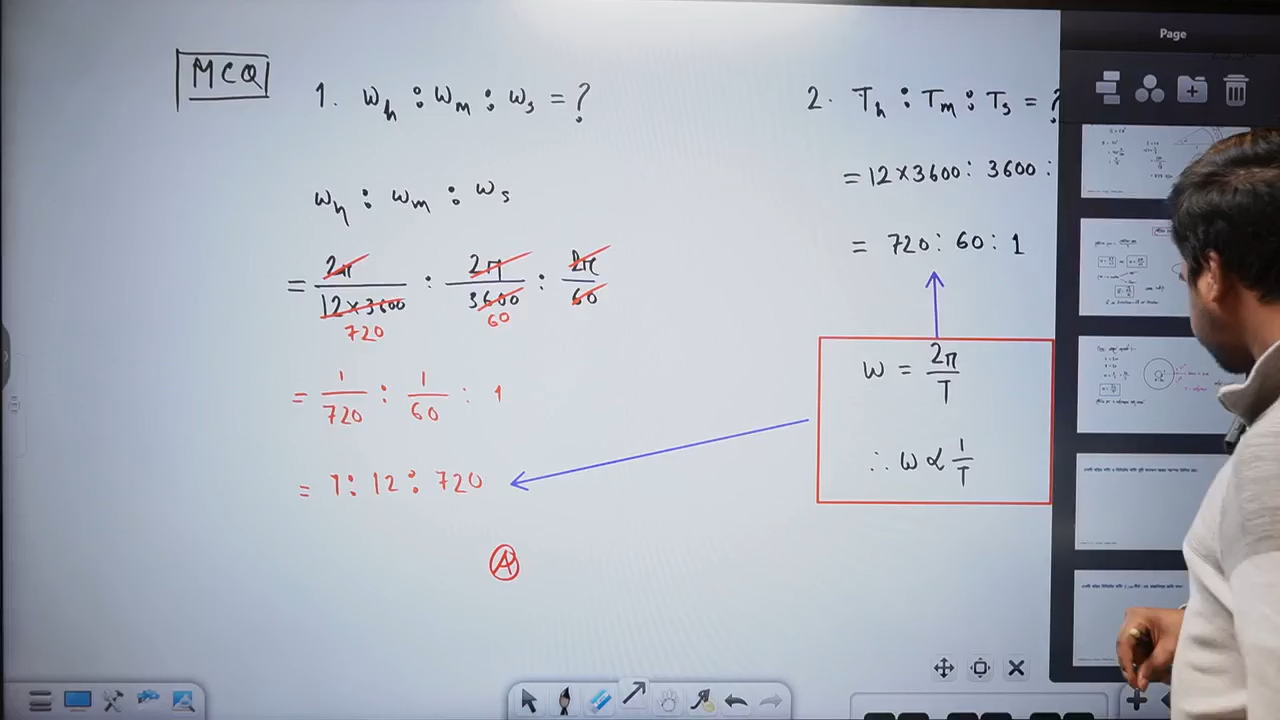 MCQ
1. ωh : ωm : ωs = ?
ωh : ωm : ωs
= 2π/12×3600 : 2π/3600 : 2π/60
720 60
= 1/720 : 1/60 : 1
= 1 : 12 : 720
A
2. Th : Tm : Ts = ?
= 12×3600 : 3600 :
= 720 : 60 : 1
ω = 2π/T
∴ ω ∝ 1/T
Page